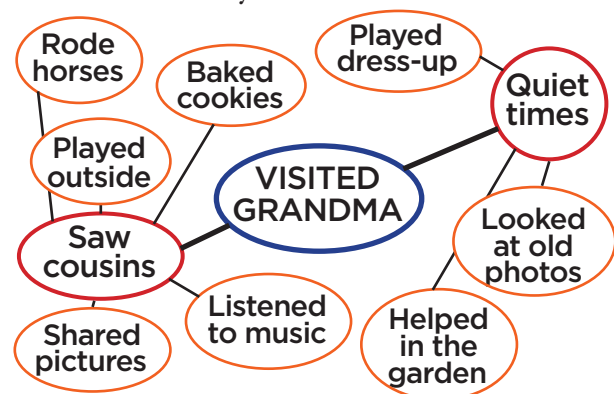 Rode
horses
Baked
cookies
Played
dress-up
Quiet
times
Played
outside
VISITED
GRANDMA
Saw
cousins
Looked
at old
photos
Listened
to music
Shared
pictures
Helped
in the
garden